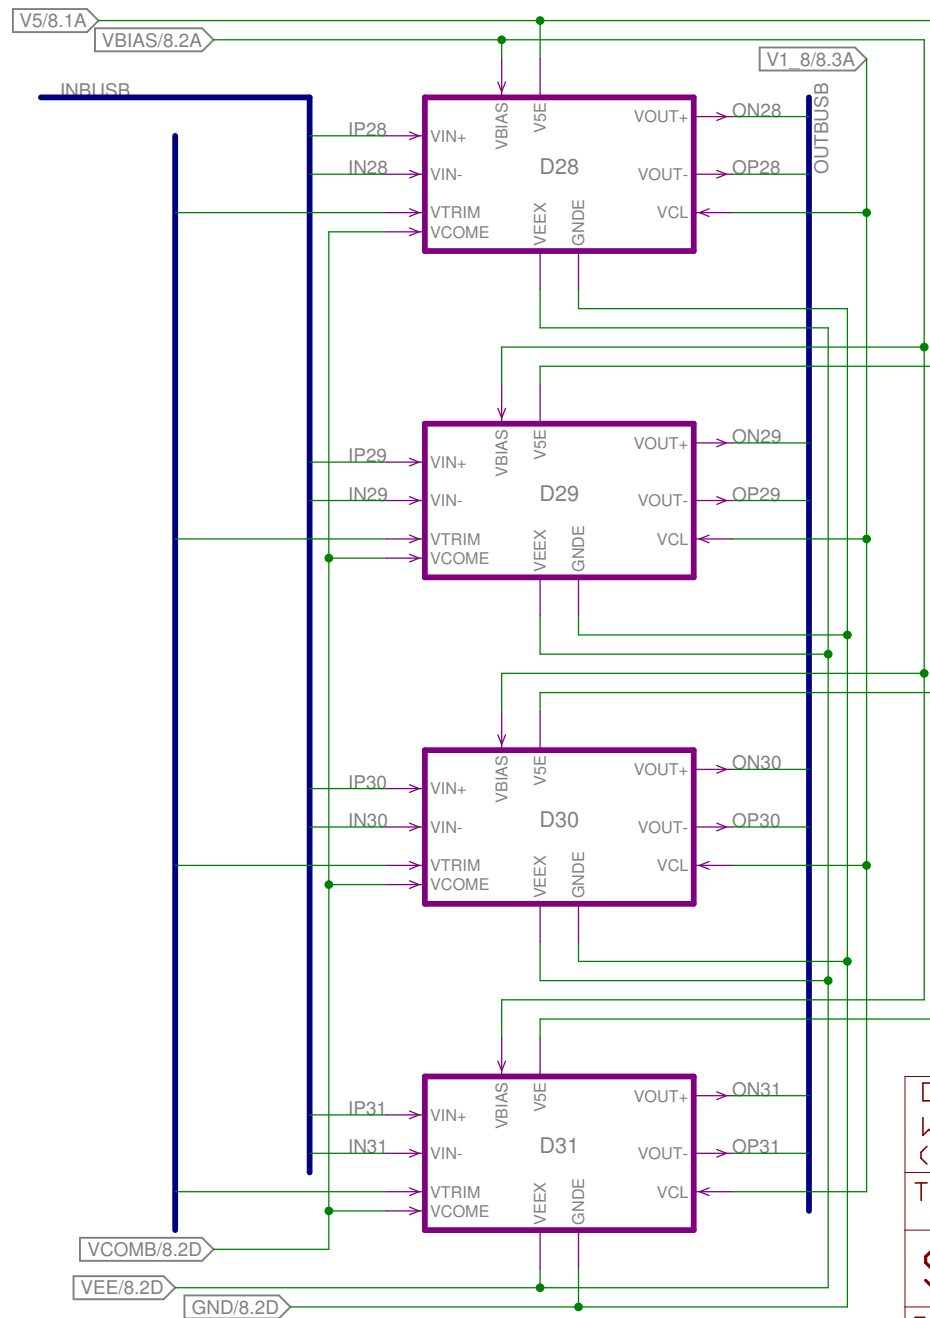 V5/8.1A
VBIAS/8.2A
V1_8/8.3A
INBUSB
OUTBUSB
VBIAS
V5E
VOUT+
ON28
IP28
VIN+
D28
IN28
VIN-
VOUT-
OP28
VEEX
GNDE
VTRIM
VCL
VCOME
VBIAS
V5E
VOUT+
ON29
IP29
VIN+
D29
IN29
VIN-
VOUT-
OP29
VEEX
GNDE
VTRIM
VCL
VCOME
VBIAS
V5E
VOUT+
ON30
IP30
VIN+
D30
IN30
VIN-
VOUT-
OP30
VEEX
GNDE
VTRIM
VCL
VCOME
VBIAS
V5E
VOUT+
ON31
IP31
VIN+
D31
IN31
VIN-
VOUT-
OP31
VEEX
GNDE
VTRIM
VCL
VCOME
T
VCOMB/8.2D
VEE/8.2D
GND/8.2D